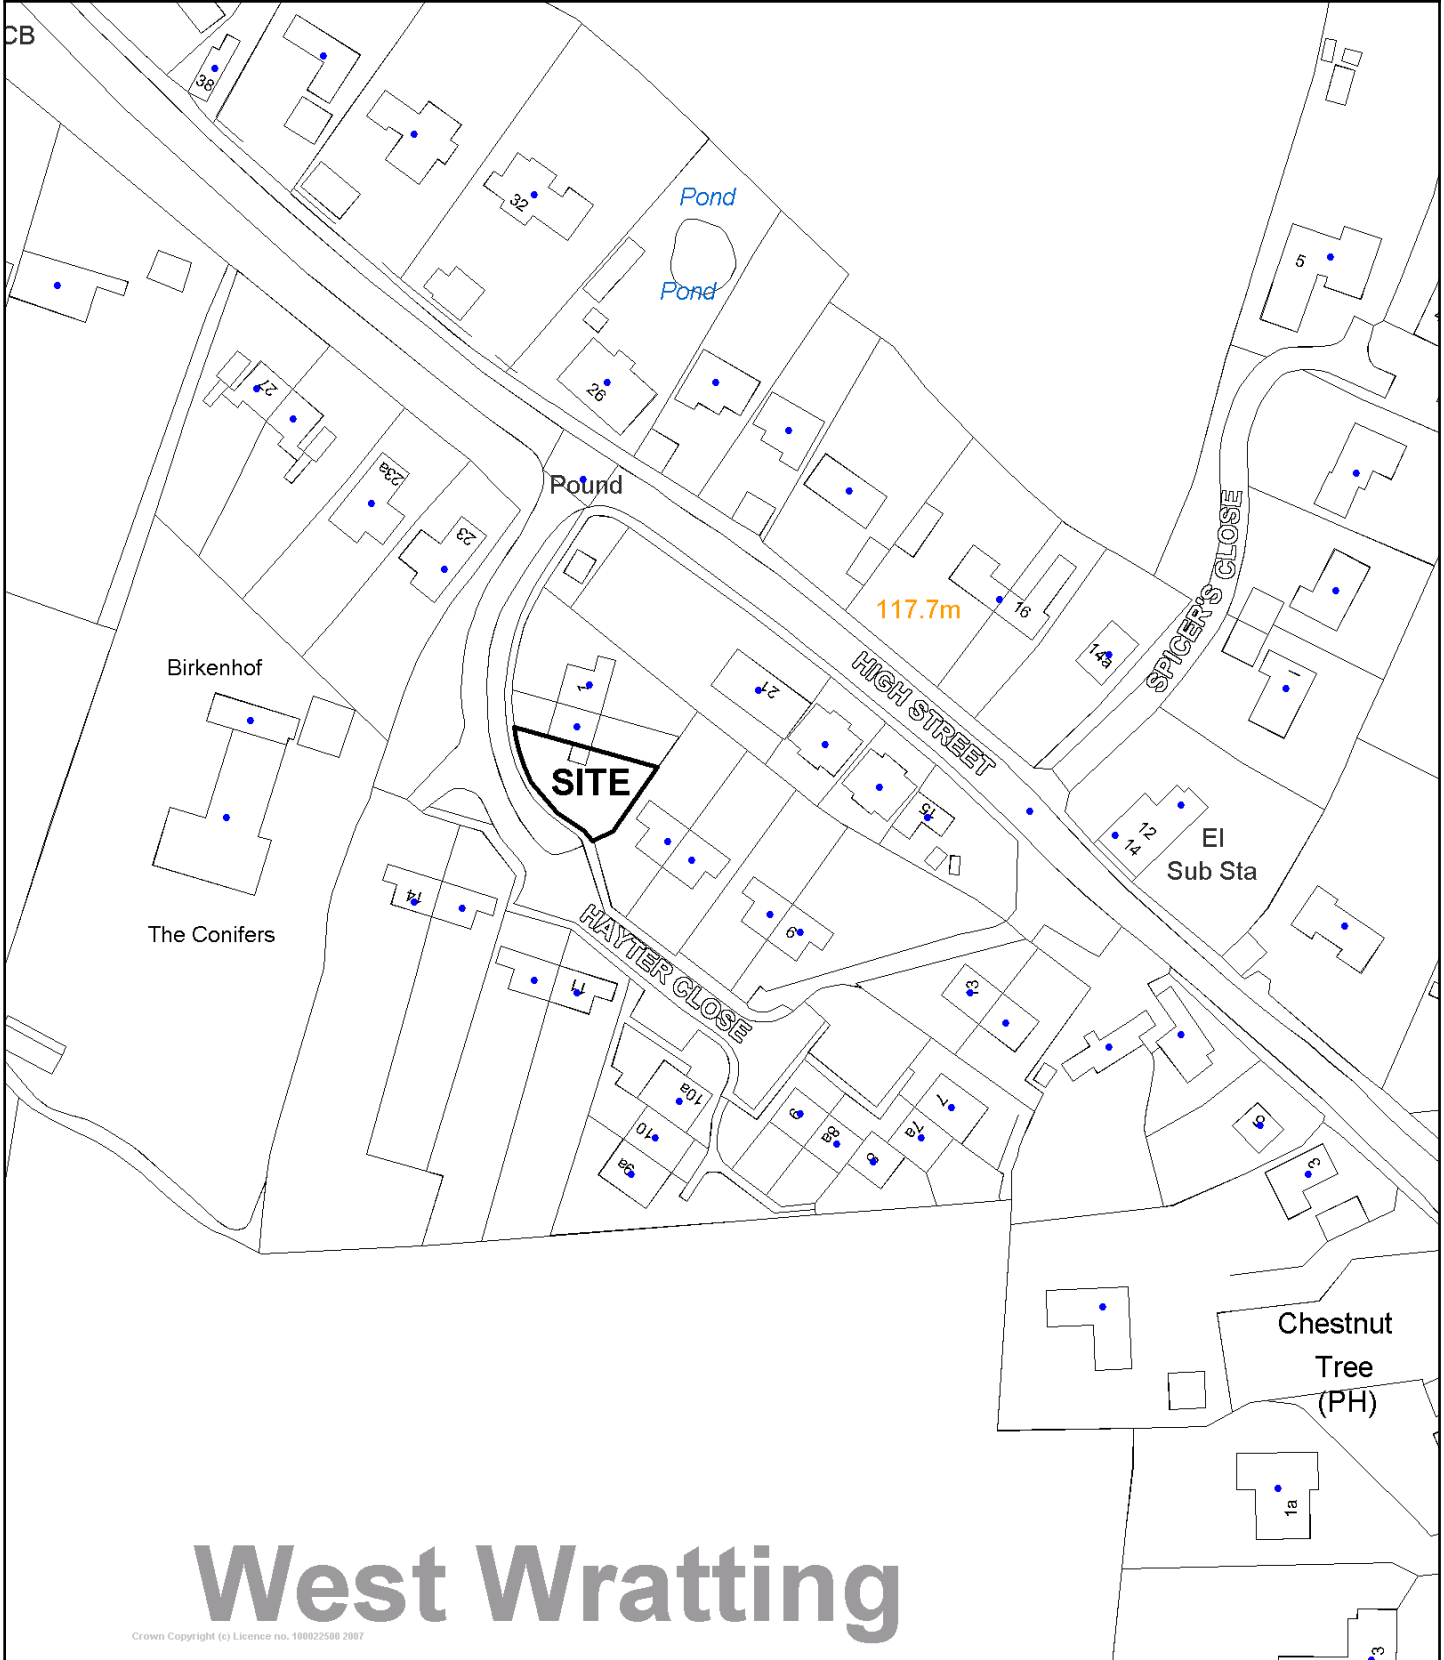 CB
38
32
Pond
Pond
5
27
26
23a
23
Pound
SPICER'S CLOSE
117.7m
16
14a
1
Birkenhof
21
HIGH STREET
SITE
15
12
14
El
Sub Sta
14
The Conifers
HAYTER CLOSE
6
11
13
10a
10
9a
9
8a
8
7a
7
5
3
Chestnut
Tree
(PH)
1a
West Wratting
Crown Copyright (c) Licence no. 100022500 2007
3